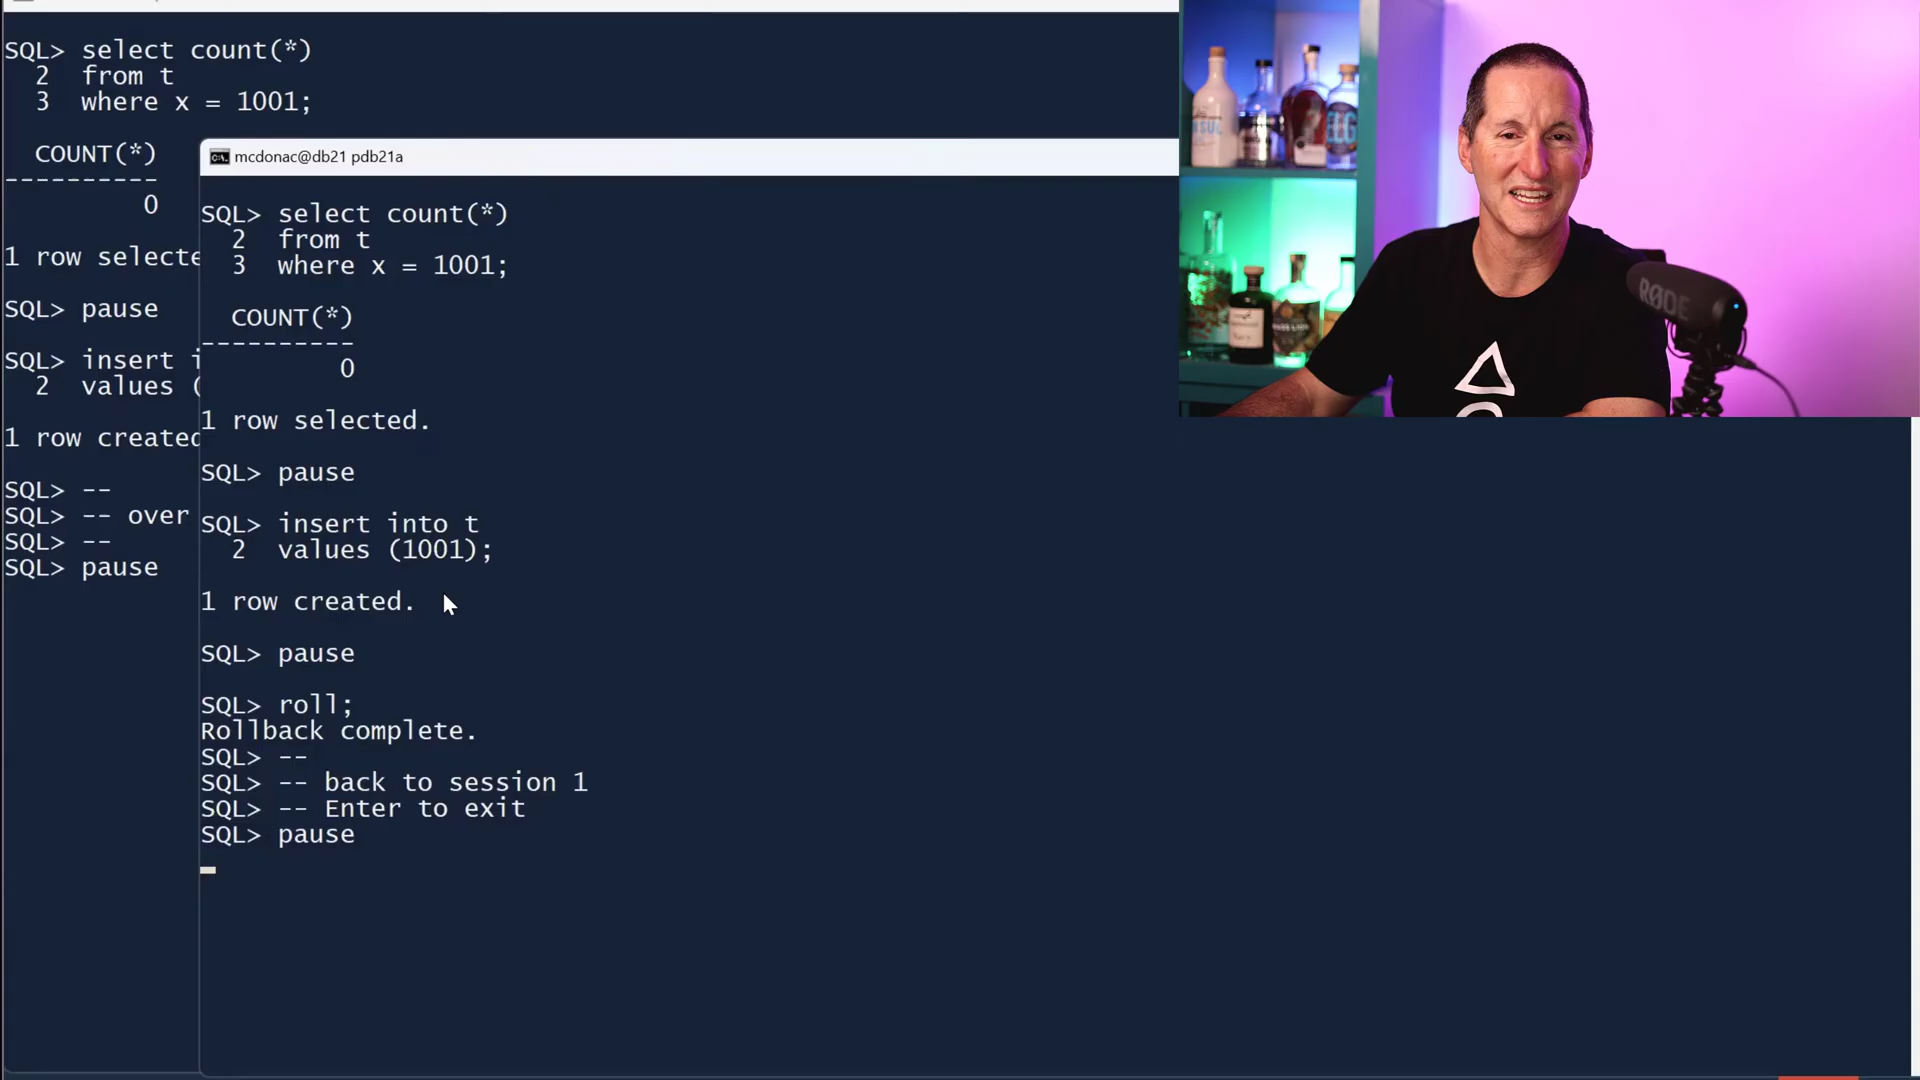 SQL> select count(*)
  2  from t
  3  where x = 1001;
COUNT(*)
----------
0
1 row selecte
SQL> pause
SQL> insert i
  2  values (
1 row created
SQL> --
SQL> -- over
SQL> --
SQL> pause
mcdonac@db21 pdb21a
SQL> select count(*)
  2  from t
  3  where x = 1001;
COUNT(*)
----------
0
1 row selected.
SQL> pause
SQL> insert into t
  2  values (1001);
1 row created.
SQL> pause
SQL> roll;
Rollback complete.
SQL> --
SQL> -- back to session 1
SQL> -- Enter to exit
SQL> pause
RØDE